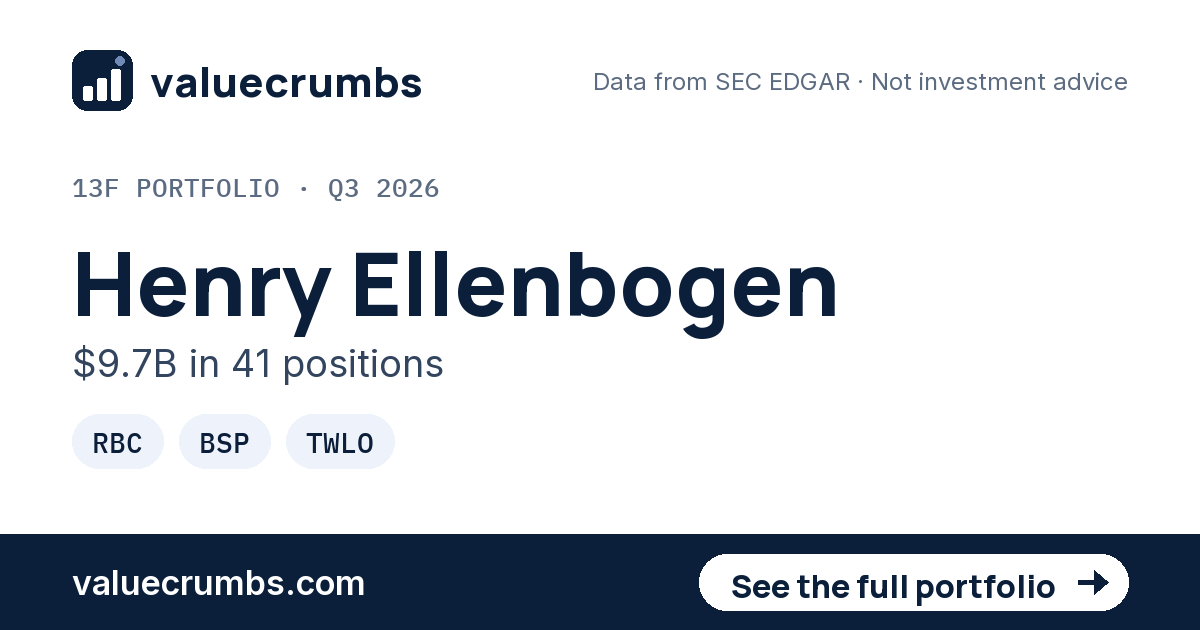 valuecrumbs
Data from SEC EDGAR · Not investment advice
13F PORTFOLIO · Q3 2026
Henry Ellenbogen
$9.7B in 41 positions
RBC BSP TWLO
valuecrumbs.com
See the full portfolio →